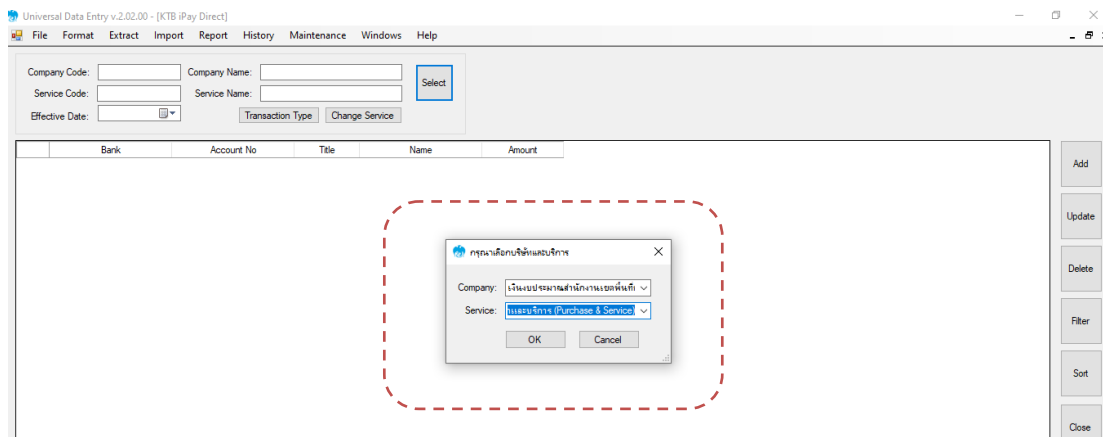 Universal Data Entry v.2.02.00 - [KTB iPay Direct]
File Format Extract Import Report History Maintenance Windows Help
Company Code: Company Name: Select
Service Code: Service Name:
Effective Date: Transaction Type Change Service
Bank Account No Title Name Amount
Add
Update
Delete
Filter
Sort
Close
กรุณาเลือกบริษัทและบริการ
Company: เงินงบประมาณสำนักงานเขตพื้นที่
Service: และบริการ (Purchase & Service)
OK Cancel